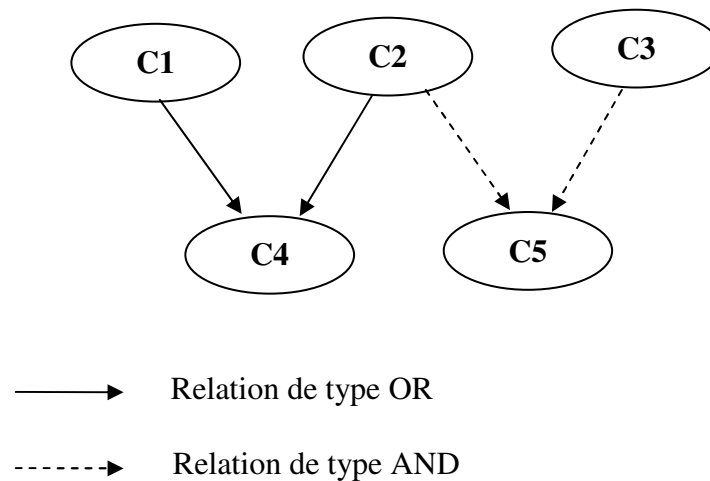 C1 C2 C3
C4 C5
Relation de type OR
Relation de type AND